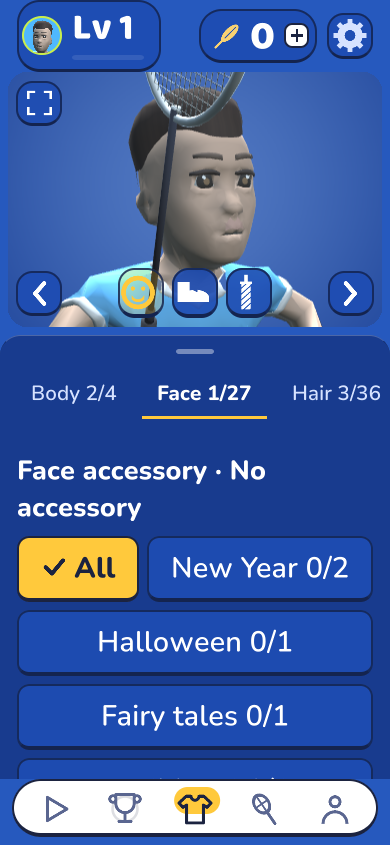 Lv 1
0
Body 2/4
Face 1/27
Hair 3/36
Face accessory · No
accessory
All
New Year 0/2
Halloween 0/1
Fairy tales 0/1